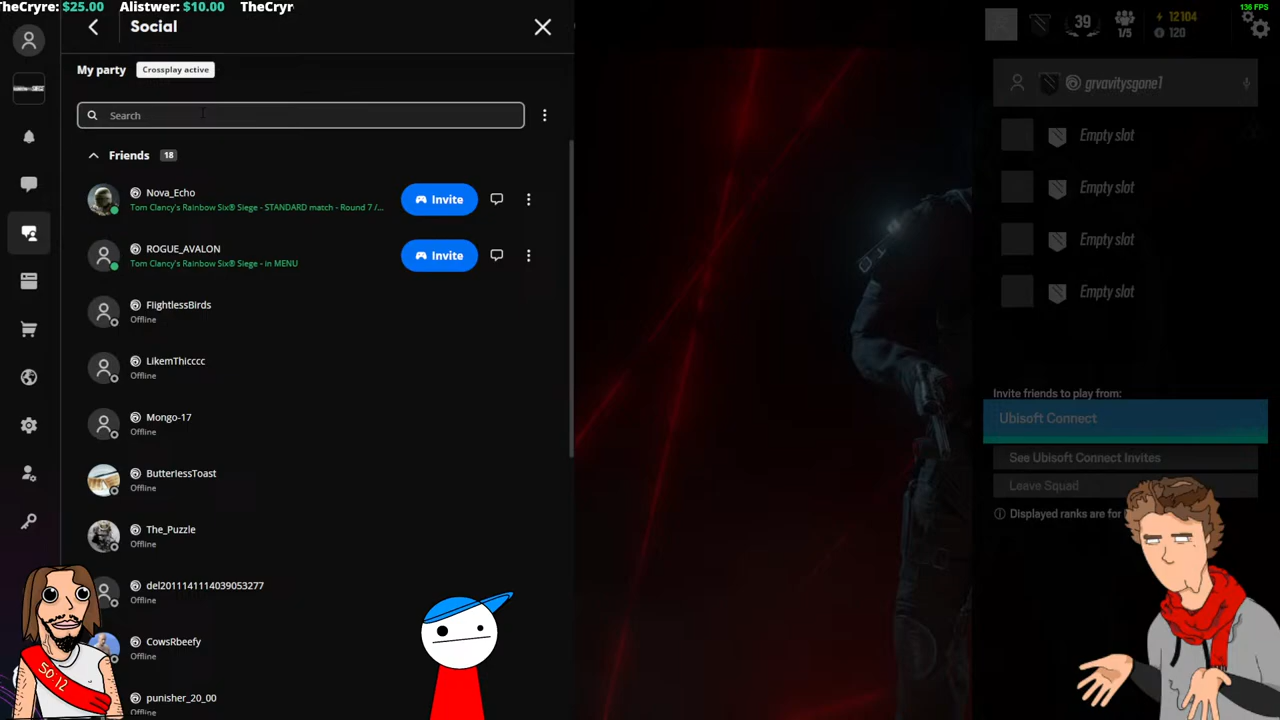 TheCryre: $25.00 Alistwer: $10.00 TheCryr
136 FPS
Social
My party Crossplay active
Search
Friends 18
Nova_Echo
Tom Clancy's Rainbow Six® Siege - STANDARD match - Round 7 /...
Invite
ROGUE_AVALON
Tom Clancy's Rainbow Six® Siege - in MENU
Invite
FlightlessBirds
Offline
LikemThicccc
Offline
Mongo-17
Offline
ButterlessToast
Offline
The_Puzzle
Offline
del2011141114039053277
Offline
CowsRbeefy
Offline
punisher_20_00
Offline
50:12
39
1/5
12104
120
grvavitysgane1
Empty slot
Empty slot
Empty slot
Empty slot
Invite friends to play from:
Ubisoft Connect
See Ubisoft Connect Invites
Leave Squad
Displayed ranks are for